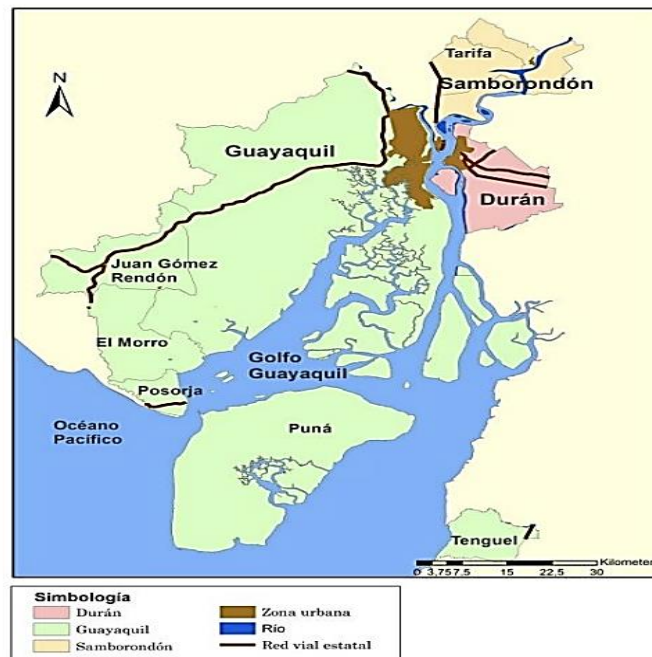 Tarifa
N
Samborondón
Guayaquil
Durán
Juan Gómez
Rendón
El Morro
Golfo
Guayaquil
Posorja
Océano
Pacífico
Puná
Tenguel
Kilometer
0 3,757,5 15 22,5 30
Simbología
Durán
Zona urbana
Guayaquil
Río
Samborondón
Red vial estatal